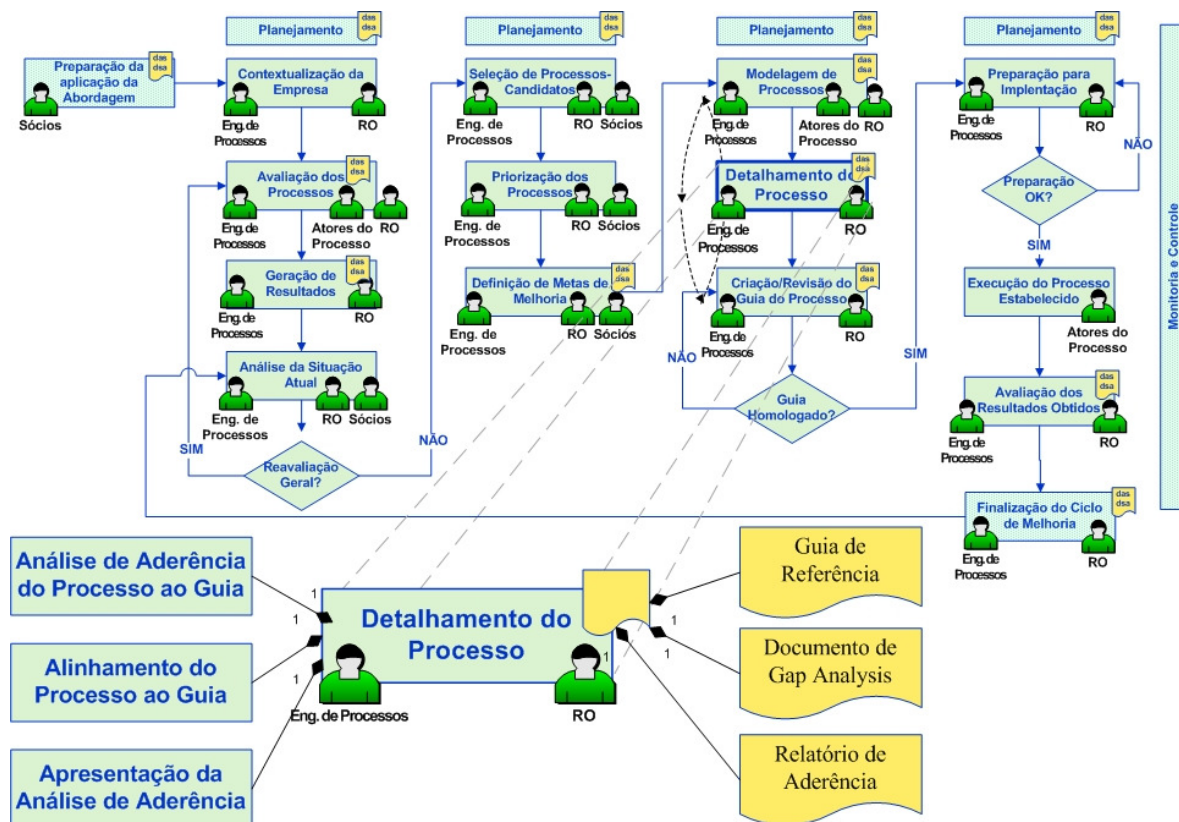 Planejamento
das
dsa
Planejamento
das
dsa
Planejamento
das
dsa
Planejamento
das
dsa
Preparação da
aplicação da
Abordagem
das
dsa
Sócios
Contextualização da
Empresa
Eng. de
Processos
RO
Avaliação dos
Processos
das
dsa
Eng. de
Processos
Atores do
Processo
RO
Geração de
Resultados
das
dsa
Eng. de
Processos
RO
Análise da Situação
Atual
Eng. de
Processos
RO
Sócios
SIM
Reavaliação
Geral?
NÃO
Seleção de Processos-
Candidatos
Eng. de
Processos
RO
Sócios
Priorização dos
Processos
Eng. de
Processos
RO
Sócios
Definição de Metas de
Melhoria
das
dsa
Eng. de
Processos
RO
Sócios
Modelagem de
Processos
das
dsa
Eng. de
Processos
Atores do
Processo
RO
Detalhamento do
Processo
das
dsa
Eng. de
Processos
RO
Criação/Revisão do
Guia do Processo
das
dsa
Eng. de
Processos
RO
NÃO
Guia
Homologado?
SIM
Preparação para
Implentação
Eng. de
Processos
RO
NÃO
Preparação
OK?
SIM
Execução do Processo
Estabelecido
Atores do
Processo
Avaliação dos
Resultados Obtidos
das
dsa
Eng. de
Processos
RO
Finalização do Ciclo
de Melhoria
das
dsa
Eng. de
Processos
RO
Monitoria e Controle
Análise de Aderência
do Processo ao Guia
Alinhamento do
Processo ao Guia
Apresentação da
Análise de Aderência
1
1
1
1
Detalhamento do
Processo
Eng. de Processos
RO
1
1
1
Guia de
Referência
Documento de
Gap Analysis
Relatório de
Aderência